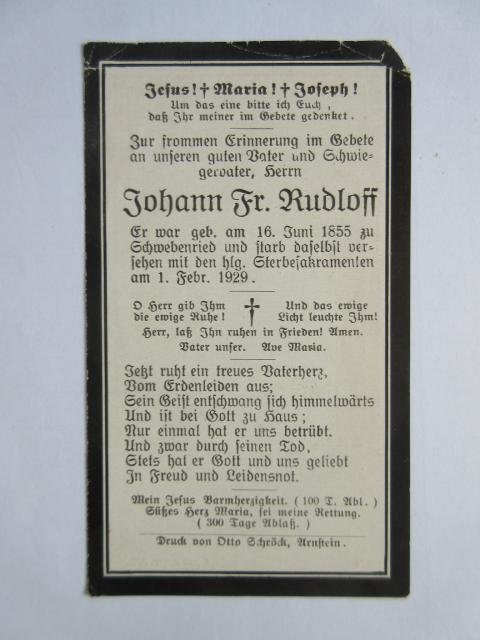 Jesus! † Maria! † Joseph!
Um das eine bitte ich Euch,
daß Ihr meiner im Gebete gedenket.
Zur frommen Erinnerung im Gebete
an unseren guten Vater und Schwie-
gervater, Herrn
Johann Fr. Rudloff
Er war geb. am 16. Juni 1855 zu
Schwebenried und starb daselbst ver-
sehen mit den hlg. Sterbesakramenten
am 1. Febr. 1929.
O Herr gib Ihm
die ewige Ruhe!
†
Und das ewige
Licht leuchte Ihm!
Herr, laß Ihn ruhen in Frieden! Amen.
Vater unser. Ave Maria.
Jetzt ruht ein treues Vaterherz,
Vom Erdenleiden aus;
Sein Geist entschwang sich himmelwärts
Und ist bei Gott zu Haus;
Nur einmal hat er uns betrübt.
Und zwar durch seinen Tod,
Stets hat er Gott und uns geliebt
In Freud und Leidensnot.
Mein Jesus Barmherzigkeit. (100 T. Abl.)
Süßes Herz Maria, sei meine Rettung.
(300 Tage Ablaß.)
Druck von Otto Schröck, Arnstein.